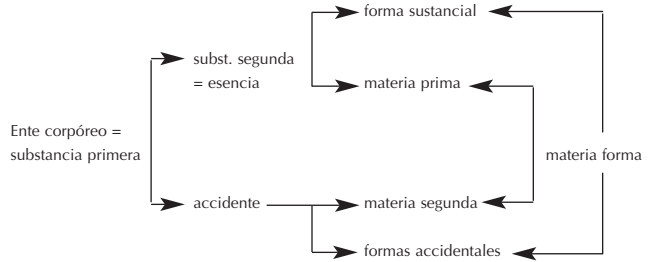 forma sustancial
subst. segunda
= esencia
materia prima
Ente corpóreo =
substancia primera
materia forma
accidente
materia segunda
formas accidentales